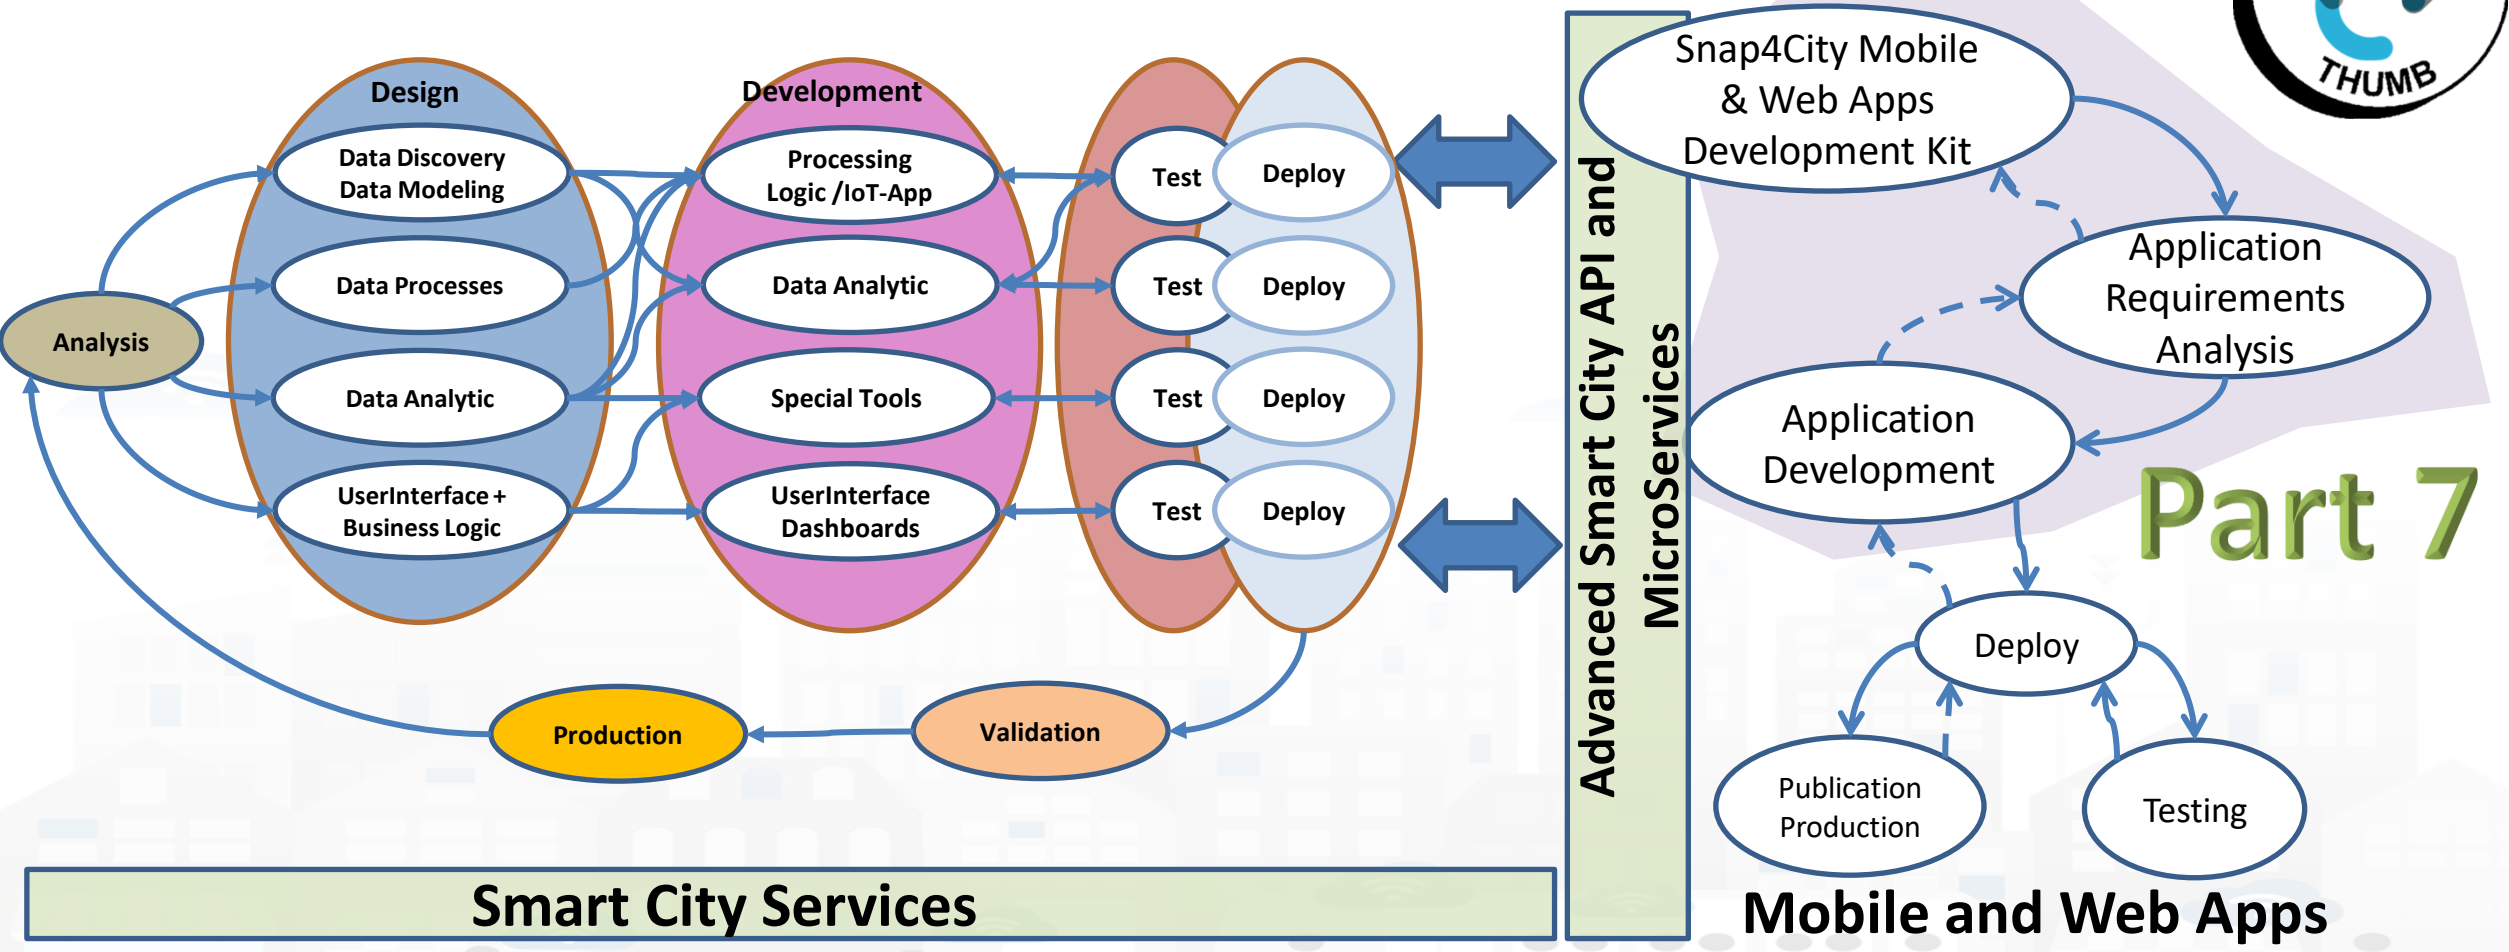 Design
Data Discovery
Data Modeling
Data Processes
Data Analytic
UserInterface +
Business Logic
Analysis
Development
Processing
Logic /IoT-App
Data Analytic
Special Tools
UserInterface
Dashboards
Test
Deploy
Test
Deploy
Test
Deploy
Test
Deploy
Production
Validation
Smart City Services
Advanced Smart City API and
MicroServices
Snap4City Mobile
& Web Apps
Development Kit
Application
Requirements
Analysis
Application
Development
Deploy
Publication
Production
Testing
Mobile and Web Apps
THUMB
Part 7